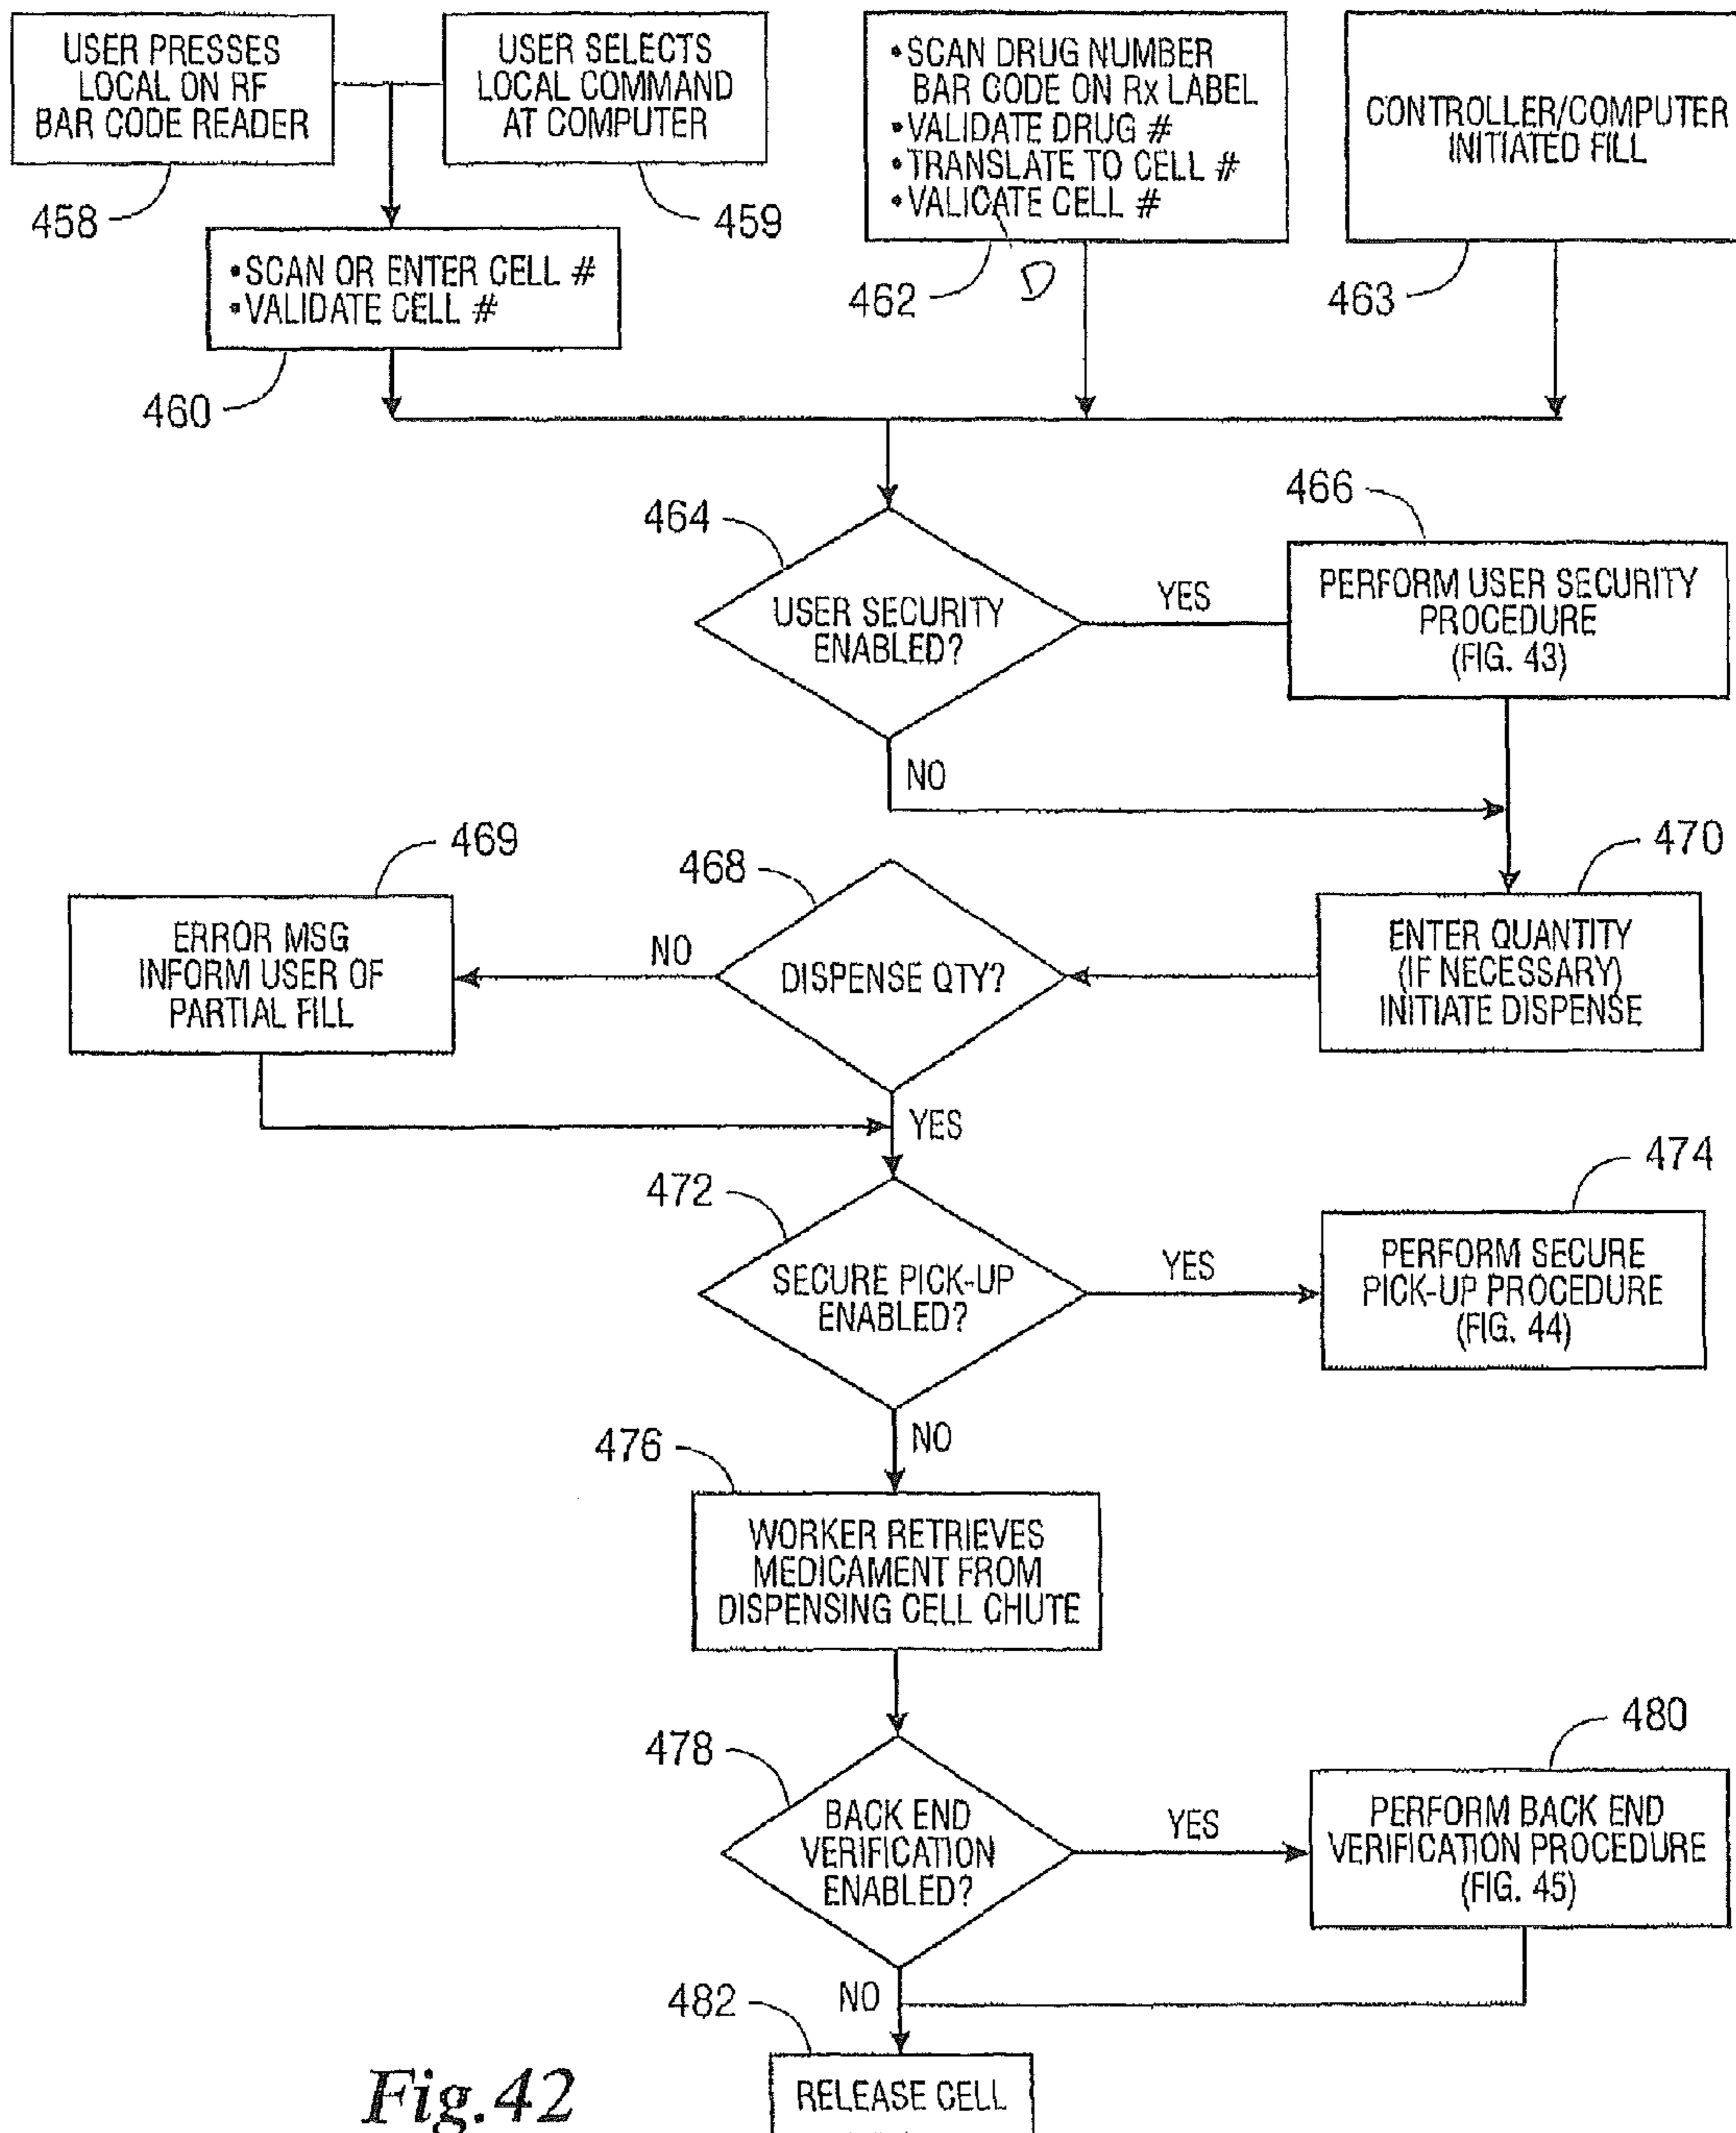 USER PRESSES
LOCAL ON RF
BAR CODE READER
458
USER SELECTS
LOCAL COMMAND
AT COMPUTER
459
•SCAN DRUG NUMBER
BAR CODE ON Rx LABEL
•VALIDATE DRUG #
•TRANSLATE TO CELL #
•VALICATE CELL #
D
462
CONTROLLER/COMPUTER
INITIATED FILL
463
•SCAN OR ENTER CELL #
•VALIDATE CELL #
460
464
USER SECURITY
ENABLED?
YES
NO
466
PERFORM USER SECURITY
PROCEDURE
(FIG. 43)
470
ENTER QUANTITY
(IF NECESSARY)
INITIATE DISPENSE
468
DISPENSE QTY?
NO
YES
469
ERROR MSG
INFORM USER OF
PARTIAL FILL
472
SECURE PICK-UP
ENABLED?
YES
NO
474
PERFORM SECURE
PICK-UP PROCEDURE
(FIG. 44)
476
WORKER RETRIEVES
MEDICAMENT FROM
DISPENSING CELL CHUTE
478
BACK END
VERIFICATION
ENABLED?
YES
NO
480
PERFORM BACK END
VERIFICATION PROCEDURE
(FIG. 45)
482
RELEASE CELL
Fig.42